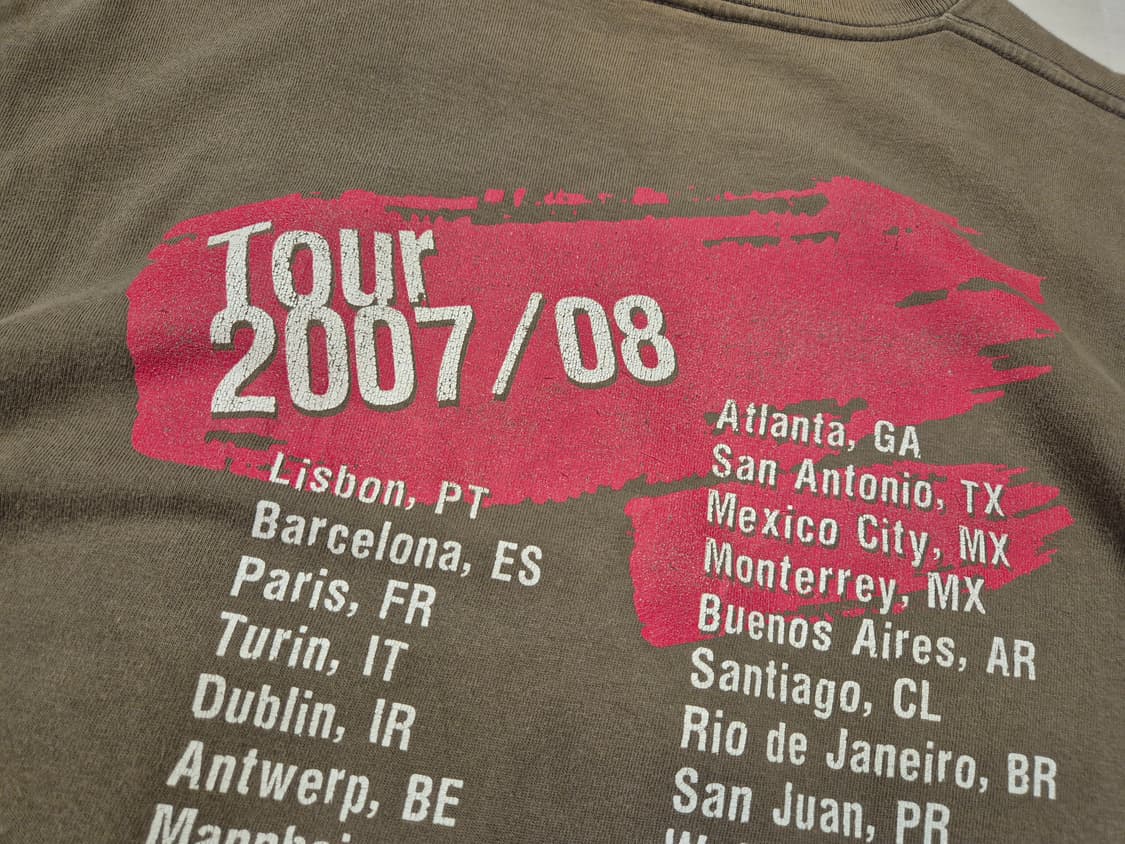 Tour
2007/08
Lisbon, PT
Barcelona, ES
Paris, FR
Turin, IT
Dublin, IR
Antwerp, BE
Atlanta, GA
San Antonio, TX
Mexico City, MX
Monterrey, MX
Buenos Aires, AR
Santiago, CL
Rio de Janeiro, BR
San Juan, PR